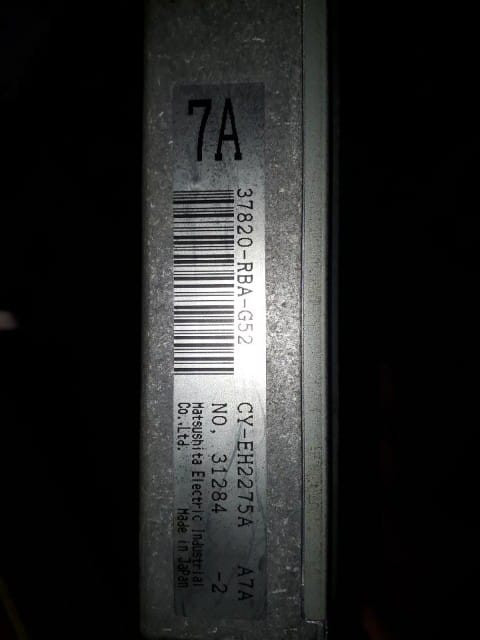 7A
37820-RBA-G52 CY-EH2275A A7A
NO, 31284 -2
Matsushita Electric Industrial
Co.,Ltd. Made in Japan